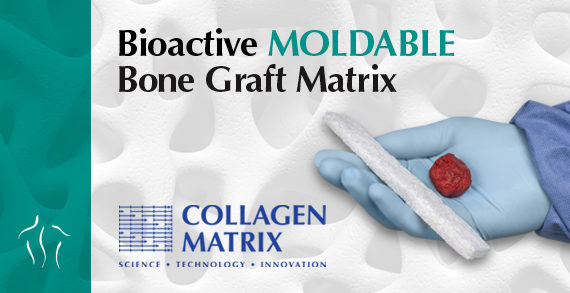 Bioactive MOLDABLE
Bone Graft Matrix
COLLAGEN
MATRIX
SCIENCE • TECHNOLOGY • INNOVATION